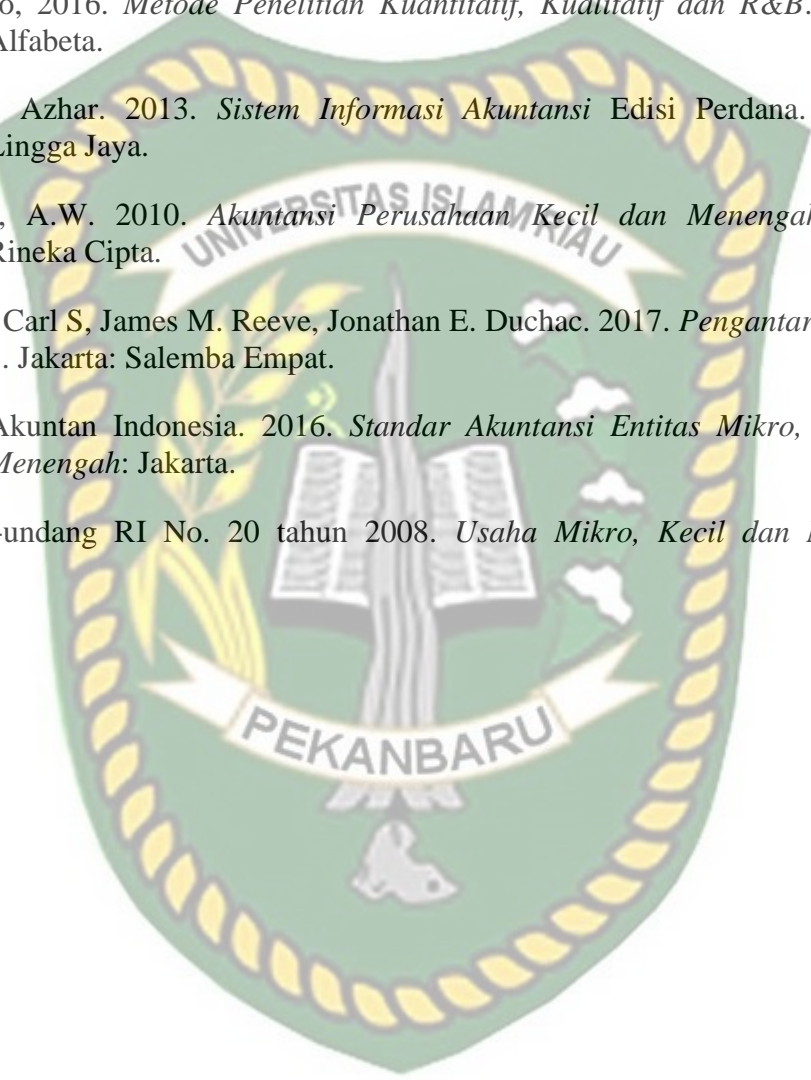 o, 2016. Metode Penelitian Kuantitatif, Kualitatif dan R&B.
Alfabeta.
Azhar. 2013. Sistem Informasi Akuntansi Edisi Perdana.
Lingga Jaya.
, A.W. 2010. Akuntansi Perusahaan Kecil dan Menengah
Rineka Cipta.
Carl S, James M. Reeve, Jonathan E. Duchac. 2017. Pengantar
. Jakarta: Salemba Empat.
Akuntan Indonesia. 2016. Standar Akuntansi Entitas Mikro,
Menengah: Jakarta.
-undang RI No. 20 tahun 2008. Usaha Mikro, Kecil dan
UNIVERSITAS ISLAM RIAU
PEKANBARU